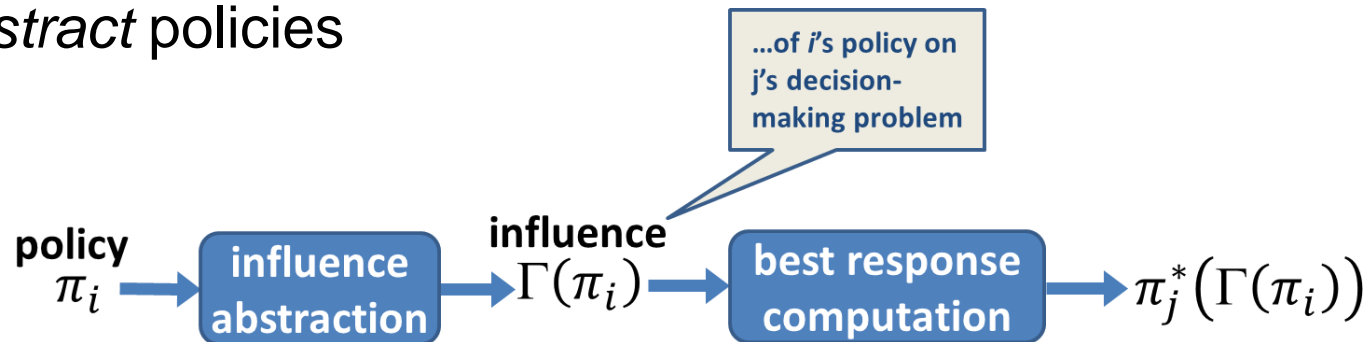 stract policies
...of i's policy on
j's decision-
making problem
policy
π_i
influence
abstraction
influence
Γ(π_i)
best response
computation
π_j^*(Γ(π_i))